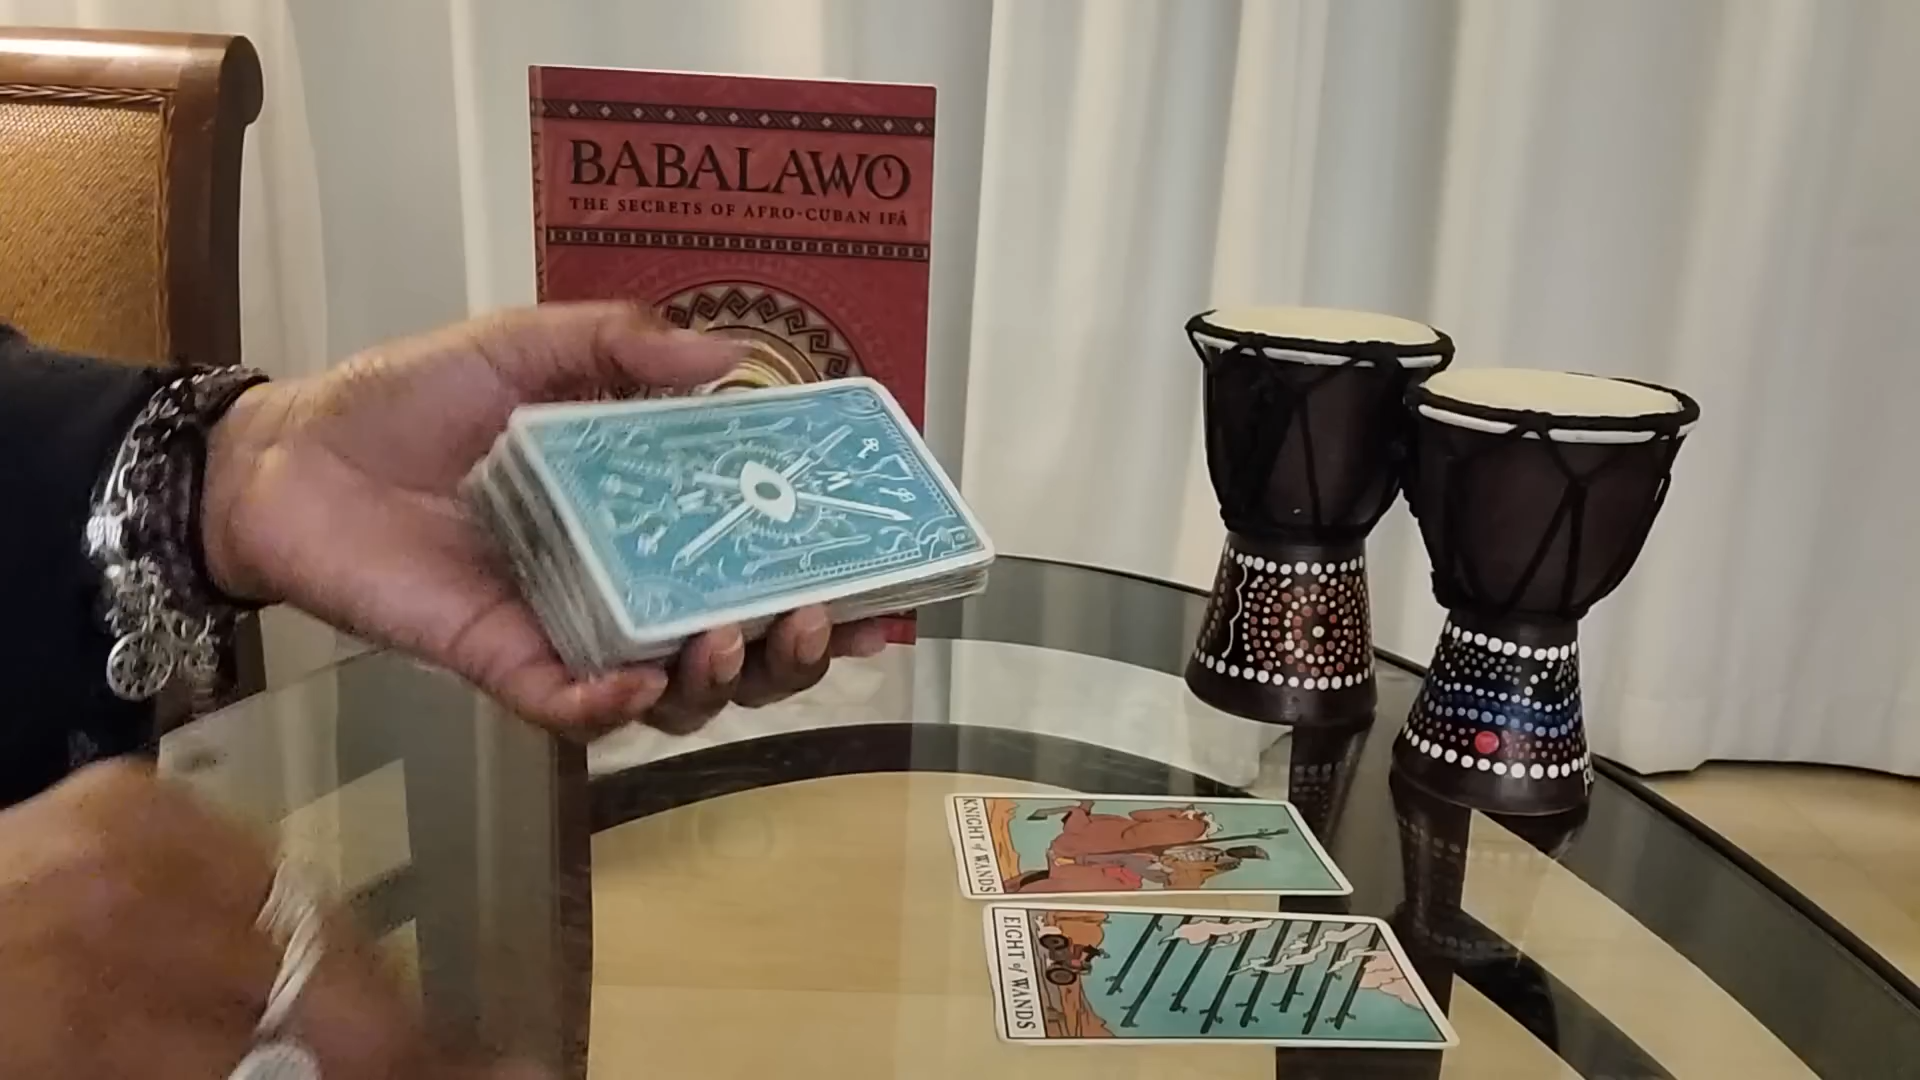 BABALAWO
THE SECRETS OF AFRO-CUBAN IFÁ
KNIGHT of WANDS
EIGHT of WANDS